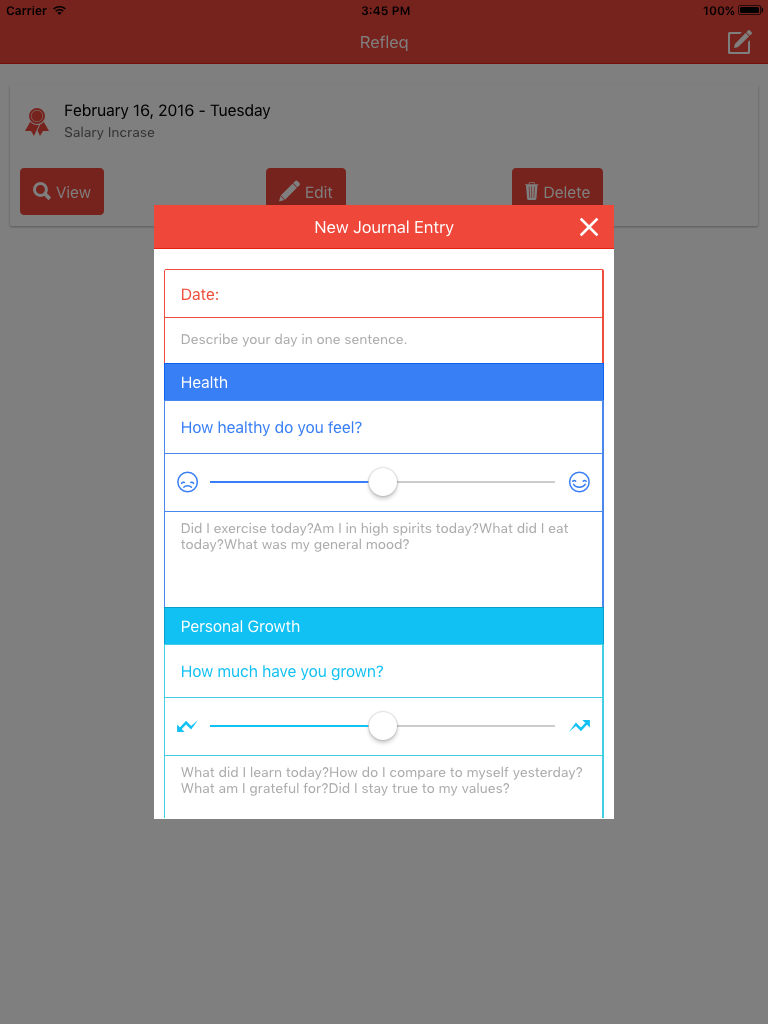 Carrier 3:45 PM 100%
Refleq
February 16, 2016 - Tuesday
Salary Incrase
View Edit Delete
New Journal Entry
Date:
Describe your day in one sentence.
Health
How healthy do you feel?
Did I exercise today?Am I in high spirits today?What did I eat
today?What was my general mood?
Personal Growth
How much have you grown?
What did I learn today?How do I compare to myself yesterday?
What am I grateful for?Did I stay true to my values?